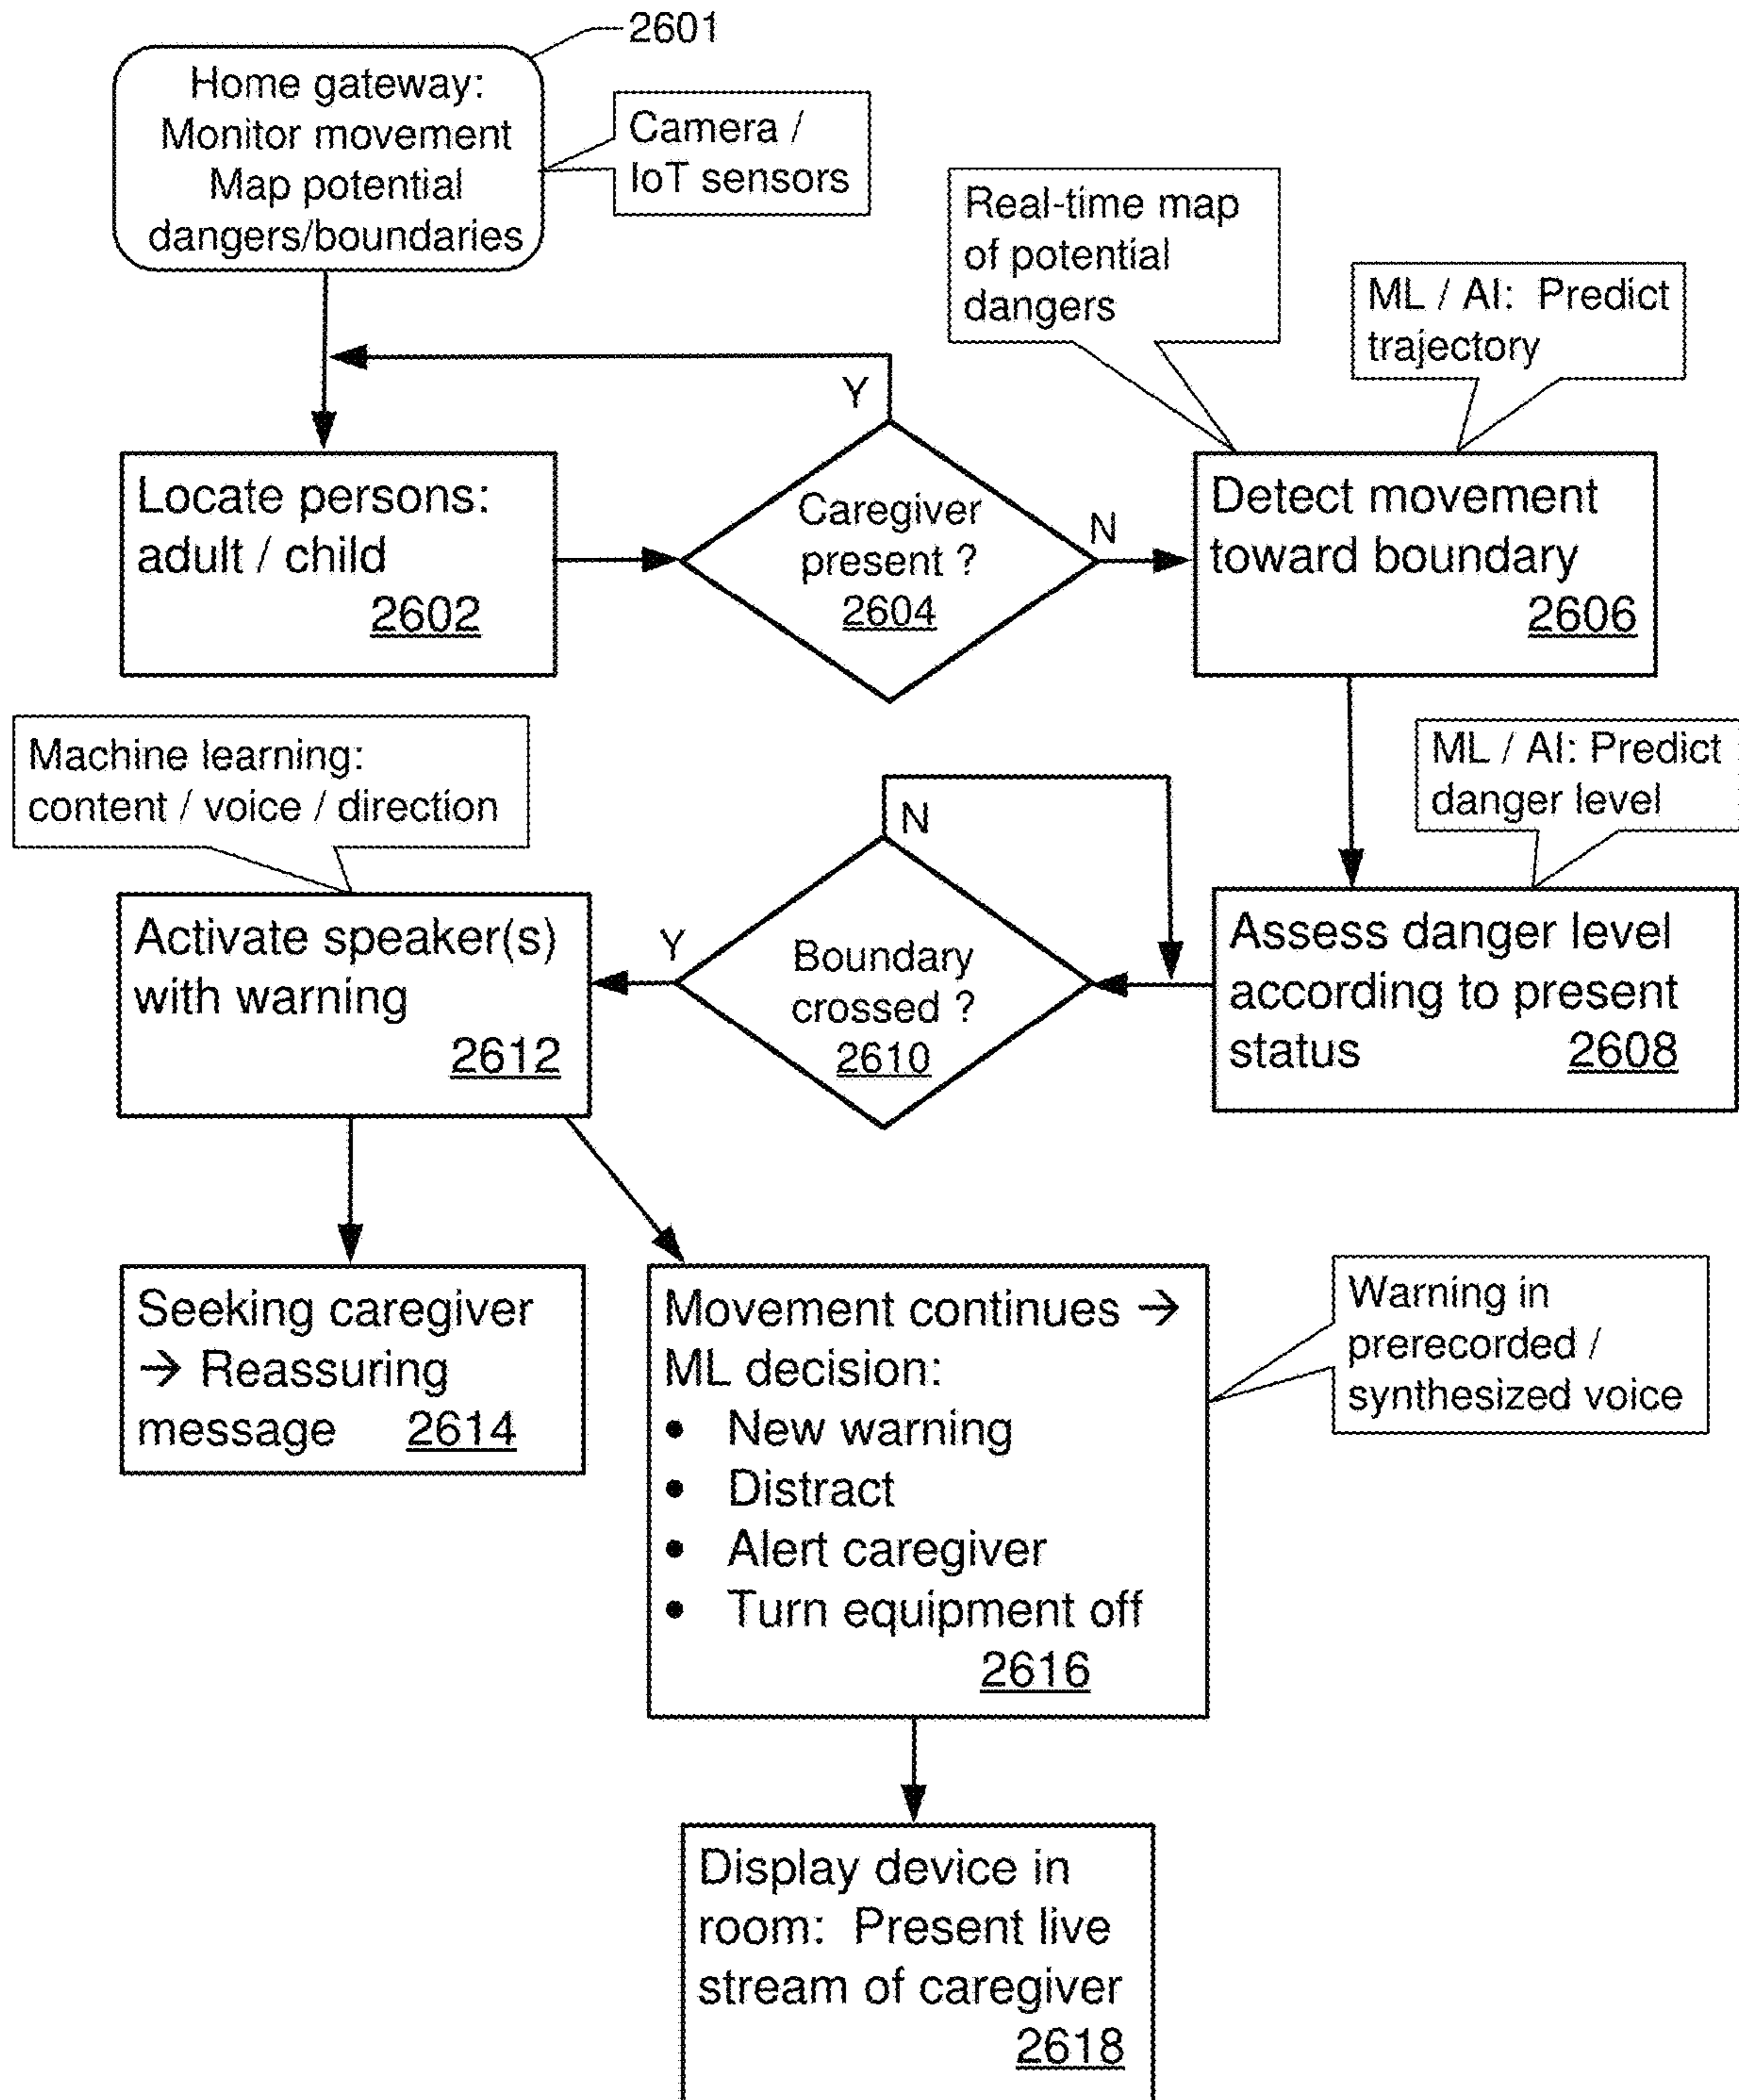 2601
Home gateway:
Monitor movement
Map potential
dangers/boundaries
Camera /
IoT sensors
Real-time map
of potential
dangers
ML / AI: Predict
trajectory
Y
Locate persons:
adult / child
2602
Caregiver
present ?
2604
N
Detect movement
toward boundary
2606
Machine learning:
content / voice / direction
ML / AI: Predict
danger level
N
Activate speaker(s)
with warning
2612
Y
Boundary
crossed ?
2610
Assess danger level
according to present
status 2608
Seeking caregiver
→ Reassuring
message 2614
Movement continues →
ML decision:
• New warning
• Distract
• Alert caregiver
• Turn equipment off
2616
Warning in
prerecorded /
synthesized voice
Display device in
room: Present live
stream of caregiver
2618